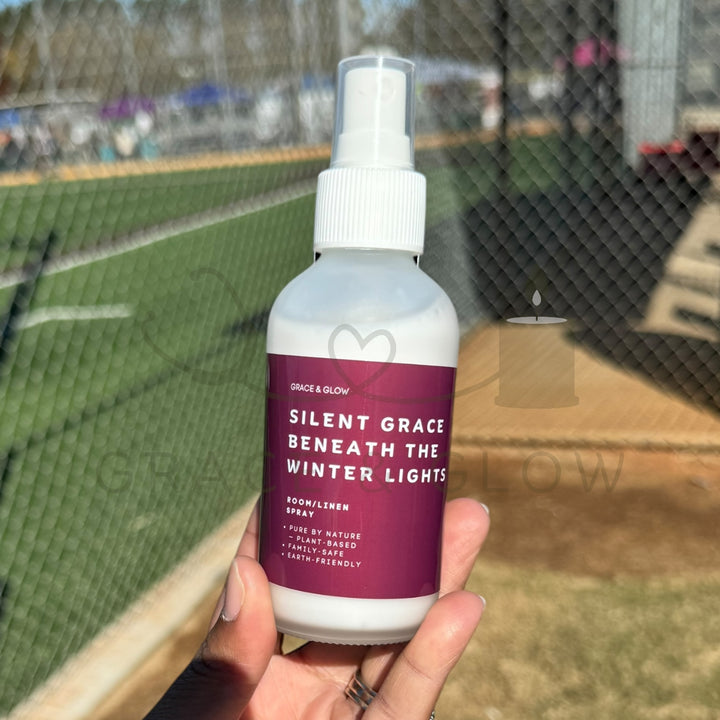 GRACE & GLOW
SILENT GRACE
BENEATH THE
WINTER LIGHTS
ROOM/LINEN
SPRAY
• PURE BY NATURE
– PLANT-BASED
• FAMILY-SAFE
• EARTH-FRIENDLY
GRACE & GLOW